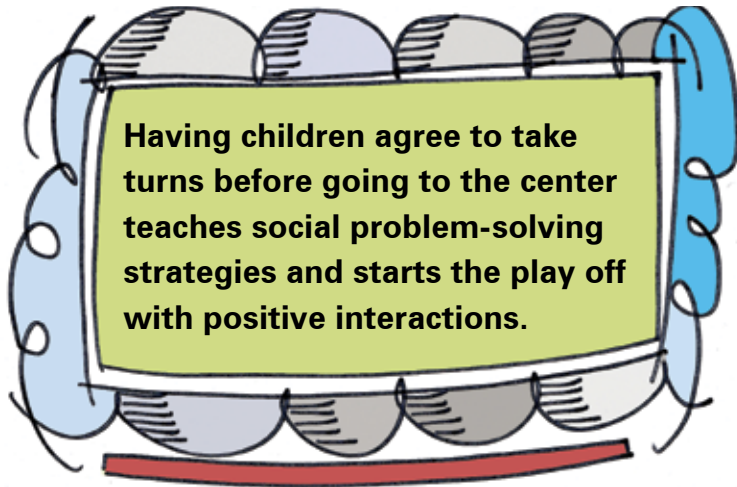 Having children agree to take
turns before going to the center
teaches social problem-solving
strategies and starts the play off
with positive interactions.